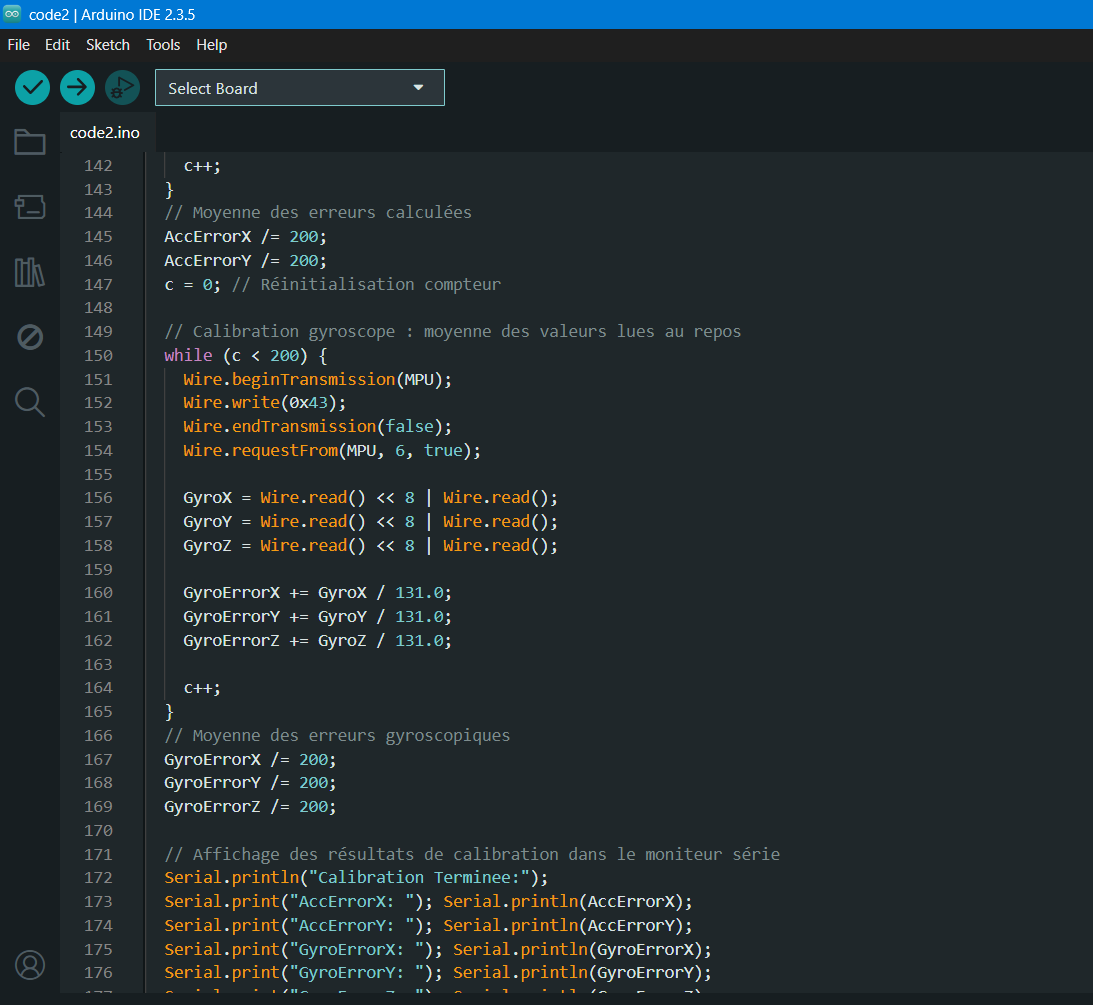 code2 | Arduino IDE 2.3.5
File Edit Sketch Tools Help
Select Board
code2.ino
142 c++;
143 }
144 // Moyenne des erreurs calculées
145 AccErrorX /= 200;
146 AccErrorY /= 200;
147 c = 0; // Réinitialisation compteur
148
149 // Calibration gyroscope : moyenne des valeurs lues au repos
150 while (c < 200) {
151 Wire.beginTransmission(MPU);
152 Wire.write(0x43);
153 Wire.endTransmission(false);
154 Wire.requestFrom(MPU, 6, true);
155
156 GyroX = Wire.read() << 8 | Wire.read();
157 GyroY = Wire.read() << 8 | Wire.read();
158 GyroZ = Wire.read() << 8 | Wire.read();
159
160 GyroErrorX += GyroX / 131.0;
161 GyroErrorY += GyroY / 131.0;
162 GyroErrorZ += GyroZ / 131.0;
163
164 c++;
165 }
166 // Moyenne des erreurs gyroscopiques
167 GyroErrorX /= 200;
168 GyroErrorY /= 200;
169 GyroErrorZ /= 200;
170
171 // Affichage des résultats de calibration dans le moniteur série
172 Serial.println("Calibration Terminee:");
173 Serial.print("AccErrorX: "); Serial.println(AccErrorX);
174 Serial.print("AccErrorY: "); Serial.println(AccErrorY);
175 Serial.print("GyroErrorX: "); Serial.println(GyroErrorX);
176 Serial.print("GyroErrorY: "); Serial.println(GyroErrorY);